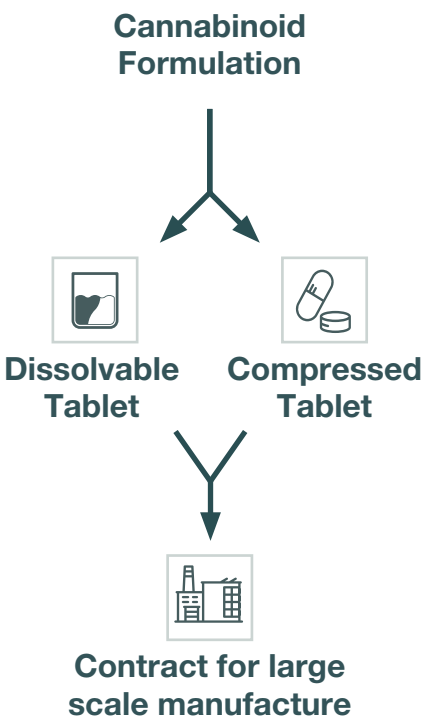 Cannabinoid
Formulation
Dissolvable
Tablet
Compressed
Tablet
Contract for large
scale manufacture